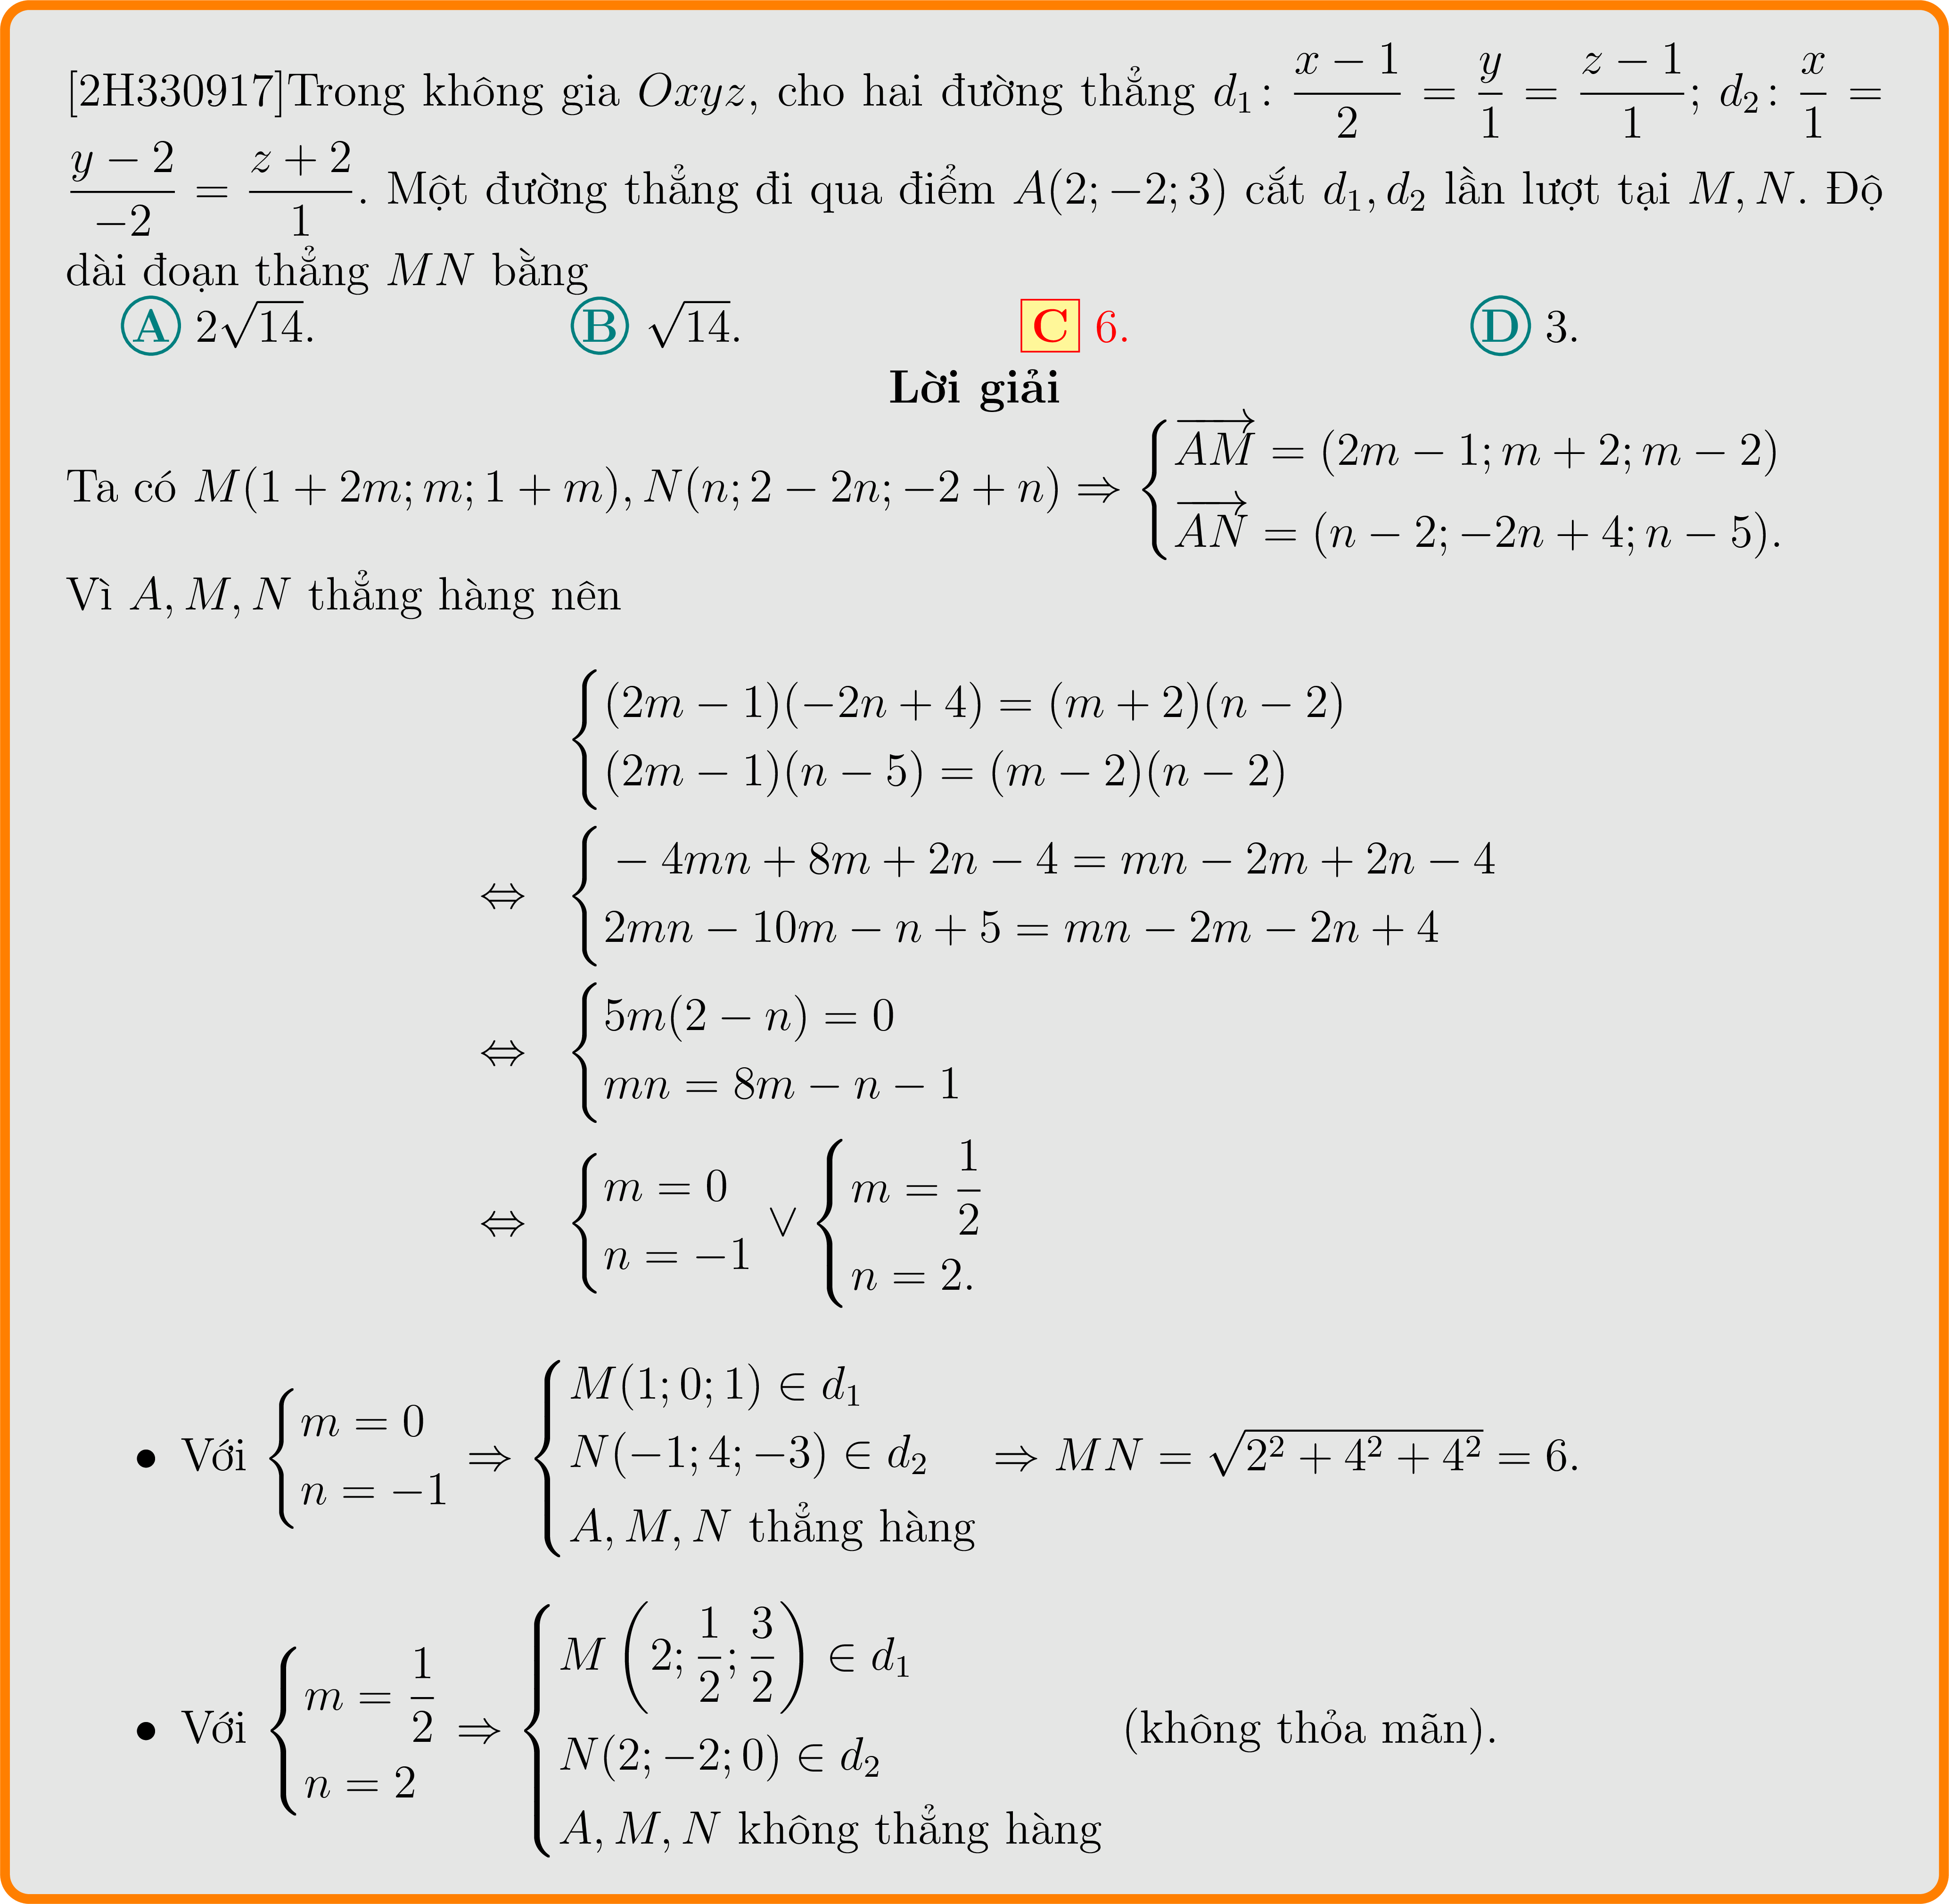 [2H330917]Trong không gia $Oxyz$, cho hai đường thẳng $d_1\colon \dfrac{x-1}{2} = \dfrac{y}{1} = \dfrac{z-1}{1}$; $d_2\colon \dfrac{x}{1} =$
$\dfrac{y-2}{-2} = \dfrac{z+2}{1}$. Một đường thẳng đi qua điểm $A(2;-2;3)$ cắt $d_1, d_2$ lần lượt tại $M, N$. Độ
dài đoạn thẳng $MN$ bằng
A $2\sqrt{14}$. B $\sqrt{14}$. C 6. D 3.
Lời giải
Ta có $M(1+2m;m;1+m), N(n;2-2n;-2+n) \Rightarrow \begin{cases} \overrightarrow{AM} = (2m-1;m+2;m-2) \\ \overrightarrow{AN} = (n-2;-2n+4;n-5). \end{cases}$
Vì $A, M, N$ thẳng hàng nên
$\begin{cases} (2m-1)(-2n+4) = (m+2)(n-2) \\ (2m-1)(n-5) = (m-2)(n-2) \end{cases}$
$\Leftrightarrow \begin{cases} -4mn+8m+2n-4 = mn-2m+2n-4 \\ 2mn-10m-n+5 = mn-2m-2n+4 \end{cases}$
$\Leftrightarrow \begin{cases} 5m(2-n) = 0 \\ mn = 8m-n-1 \end{cases}$
$\Leftrightarrow \begin{cases} m = 0 \\ n = -1 \end{cases} \vee \begin{cases} m = \dfrac{1}{2} \\ n = 2. \end{cases}$
• Với $\begin{cases} m = 0 \\ n = -1 \end{cases} \Rightarrow \begin{cases} M(1;0;1) \in d_1 \\ N(-1;4;-3) \in d_2 \\ A, M, N \text{ thẳng hàng} \end{cases} \Rightarrow MN = \sqrt{2^2+4^2+4^2} = 6.$
• Với $\begin{cases} m = \dfrac{1}{2} \\ n = 2 \end{cases} \Rightarrow \begin{cases} M\left(2;\dfrac{1}{2};\dfrac{3}{2}\right) \in d_1 \\ N(2;-2;0) \in d_2 \\ A, M, N \text{ không thẳng hàng} \end{cases}$ (không thỏa mãn).